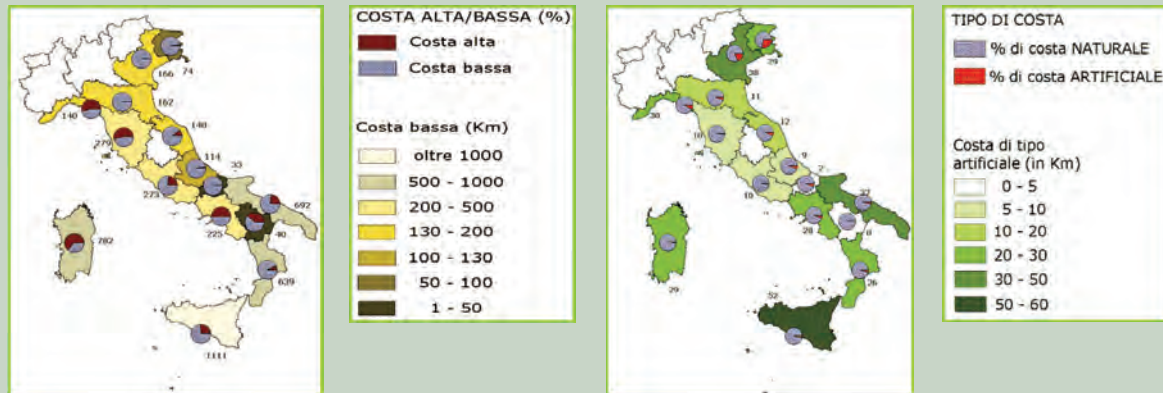 74
166
162
140
140
279
114
33
273
692
225
40
782
639
1111
COSTA ALTA/BASSA (%)
Costa alta
Costa bassa
Costa bassa (Km)
oltre 1000
500 - 1000
200 - 500
130 - 200
100 - 130
50 - 100
1 - 50
29
38
11
30
12
10
9
10
37
28
0
29
26
52
TIPO DI COSTA
% di costa NATURALE
% di costa ARTIFICIALE
Costa di tipo
artificiale (in Km)
0 - 5
5 - 10
10 - 20
20 - 30
30 - 50
50 - 60